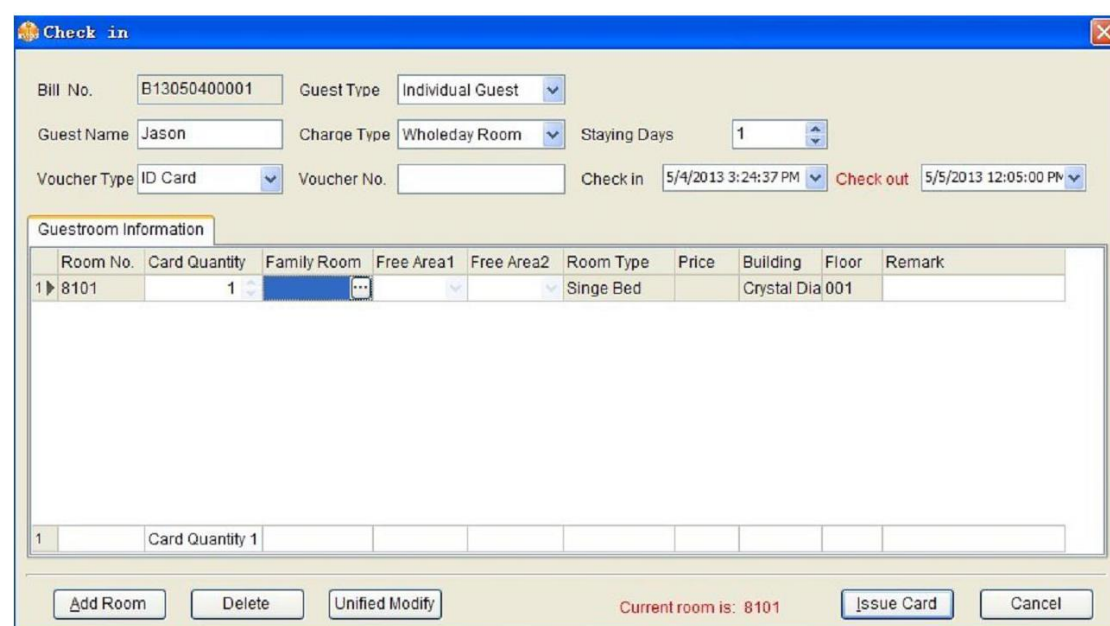 Check in
Bill No. B13050400001 Guest Type Individual Guest
Guest Name Jason Charge Type Wholeday Room Staying Days 1
Voucher Type ID Card Voucher No. Check in 5/4/2013 3:24:37 PM Check out 5/5/2013 12:05:00 PM
Guestroom Information
Room No. Card Quantity Family Room Free Area1 Free Area2 Room Type Price Building Floor Remark
1 8101 1 ... Singe Bed Crystal Dia 001
1 Card Quantity 1
Add Room Delete Unified Modify Current room is: 8101 Issue Card Cancel